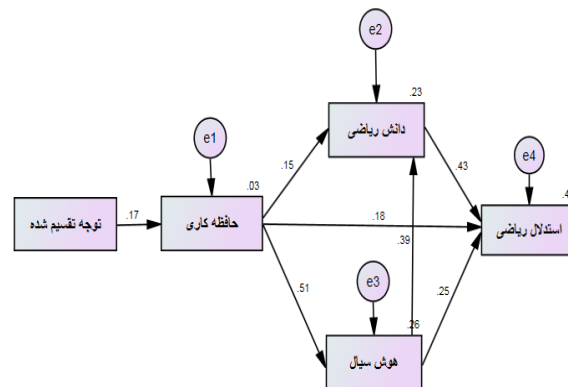 e2
.23
دانش ریاضی
e1
.15
.43
e4
.03
.4
توجه تقسیم شده
.17
حافظه کاری
.18
استدلال ریاضی
.39
.51
e3
.25
.26
هوش سیال